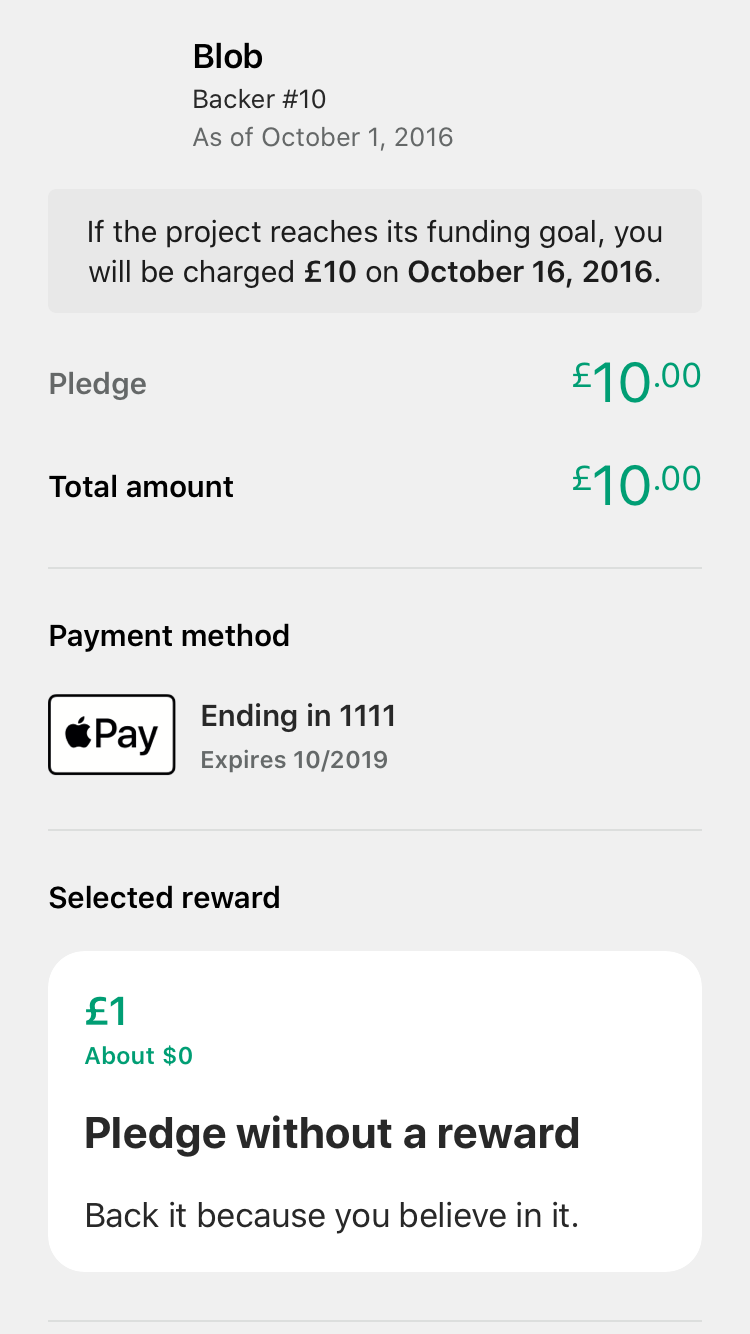 Blob
Backer #10
As of October 1, 2016
If the project reaches its funding goal, you
will be charged £10 on October 16, 2016.
Pledge £10.00
Total amount £10.00
Payment method
Pay
Ending in 1111
Expires 10/2019
Selected reward
£1
About $0
Pledge without a reward
Back it because you believe in it.